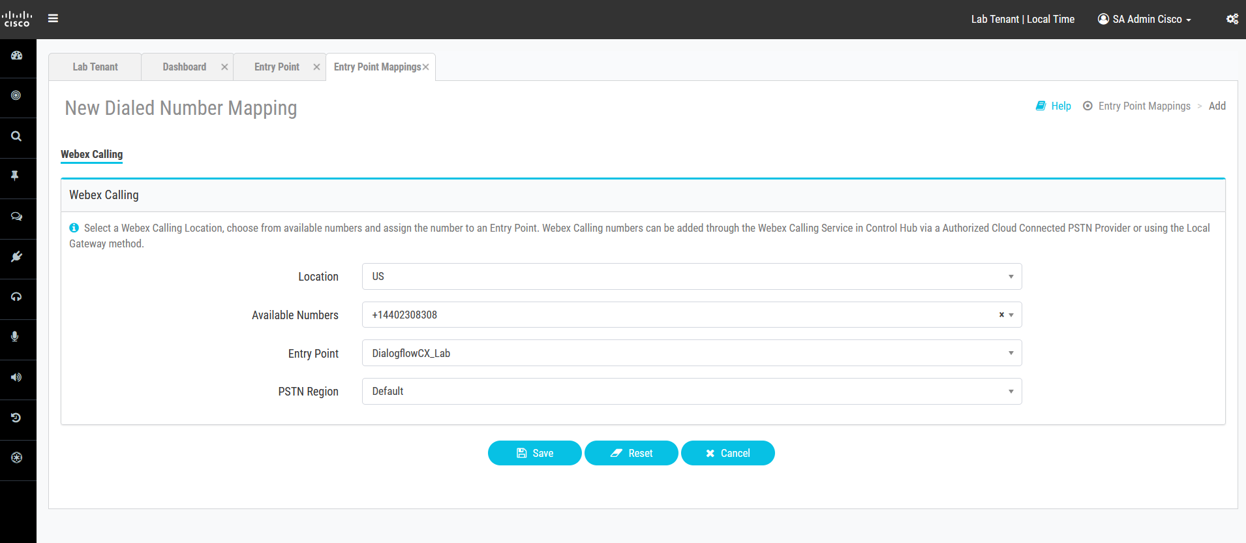 CISCO
Lab Tenant | Local Time
SA Admin Cisco
Lab Tenant
Dashboard
Entry Point
Entry Point Mappings
New Dialed Number Mapping
Help
Entry Point Mappings > Add
Webex Calling
Webex Calling
Select a Webex Calling Location, choose from available numbers and assign the number to an Entry Point. Webex Calling numbers can be added through the Webex Calling Service in Control Hub via a Authorized Cloud Connected PSTN Provider or using the Local
Gateway method.
Location
US
Available Numbers
+14402308308
Entry Point
DialogflowCX_Lab
PSTN Region
Default
Save
Reset
Cancel